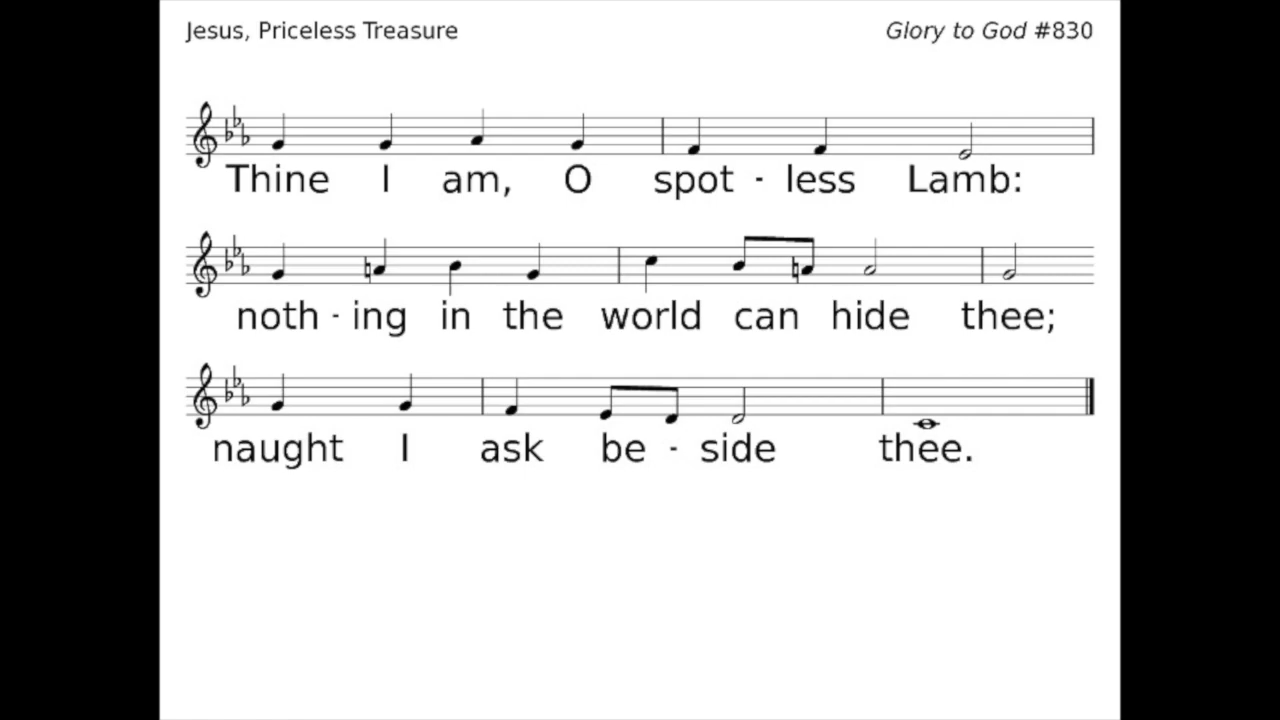 Jesus, Priceless Treasure Glory to God #830
Thine I am, O spot - less Lamb:
noth - ing in the world can hide thee;
naught I ask be - side thee.